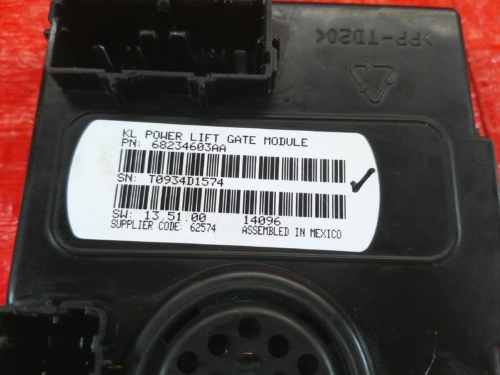 >PP-TD20<
KL POWER LIFT GATE MODULE
PN: 68234603AA
SN: T0934D1574
SW: 13.51.00 14096
SUPPLIER CODE: 62574 ASSEMBLED IN MEXICO